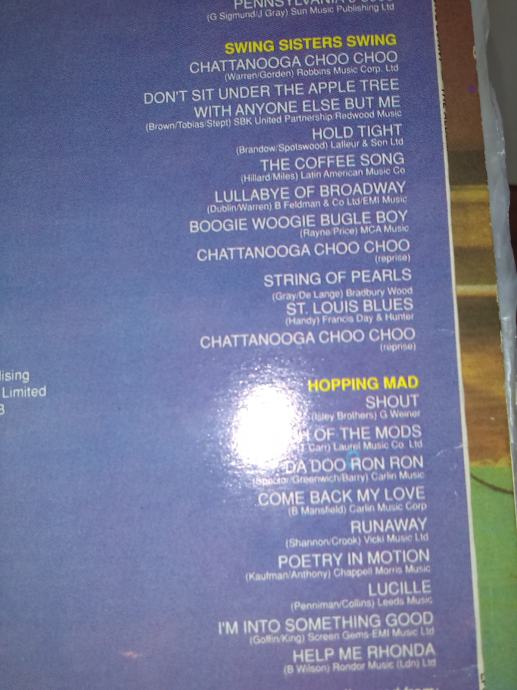 (G Sigmund/J Gray) Sun Music Publishing Ltd
SWING SISTERS SWING
CHATTANOOGA CHOO CHOO
(Warren/Gorden) Robbins Music Corp. Ltd
DON'T SIT UNDER THE APPLE TREE
WITH ANYONE ELSE BUT ME
(Brown/Tobias/Stept) SBK United Partnership/Redwood Music
HOLD TIGHT
(Brandow/Spotswood) Lafleur & Son Ltd
THE COFFEE SONG
(Hillard/Miles) Latin American Music Co
LULLABYE OF BROADWAY
(Dublin/Warren) B Feldman & Co Ltd/EMI Music
BOOGIE WOOGIE BUGLE BOY
(Raye/Price) MCA Music
CHATTANOOGA CHOO CHOO
(reprise)
STRING OF PEARLS
(Gray/De Lange) Bradbury Wood
ST. LOUIS BLUES
(Handy) Francis Day & Hunter
CHATTANOOGA CHOO CHOO
(reprise)
ising
Limited
HOPPING MAD
SHOUT
(Isley Brothers) G Weiner
OF THE MODS
Carr) Laurel Music Co. Ltd
DA DOO RON RON
Greenwich/Barry) Carlin Music
COME BACK MY LOVE
(B Mansfield) Carlin Music Corp
RUNAWAY
(Shannon/Crook) Vicki Music Ltd
POETRY IN MOTION
(Kaufman/Anthony) Chappell Morris Music
LUCILLE
(Penniman/Collins) Leeds Music
I'M INTO SOMETHING GOOD
(Goffin/King) Screen Gems-EMI Music Ltd
HELP ME RHONDA
(B Wilson) Rondor Music (Ldn) Ltd